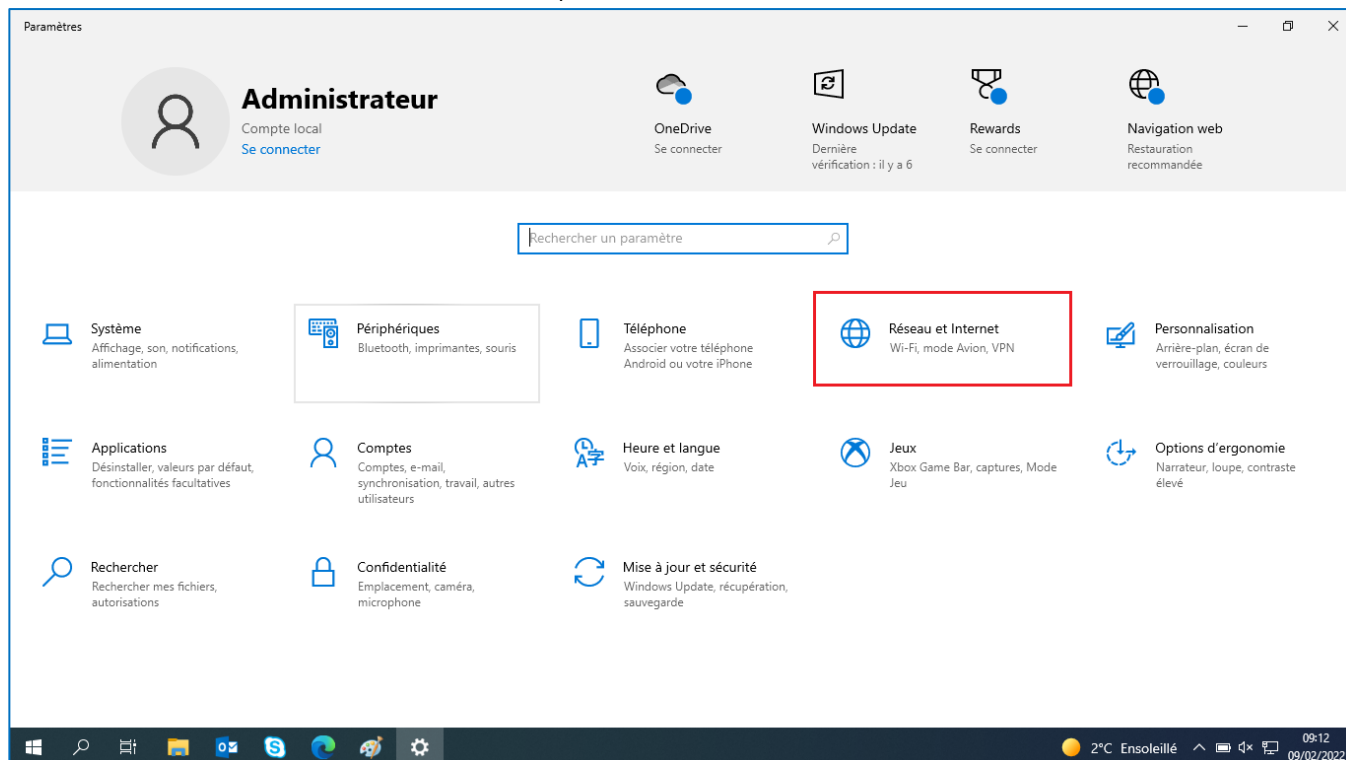 Paramètres
Administrateur
Compte local
Se connecter
OneDrive
Se connecter
Windows Update
Dernière
vérification : il y a 6
Rewards
Se connecter
Navigation web
Restauration
recommandée
Rechercher un paramètre
Système
Affichage, son, notifications,
alimentation
Périphériques
Bluetooth, imprimantes, souris
Téléphone
Associer votre téléphone
Android ou votre iPhone
Réseau et Internet
Wi-Fi, mode Avion, VPN
Personnalisation
Arrière-plan, écran de
verrouillage, couleurs
Applications
Désinstaller, valeurs par défaut,
fonctionnalités facultatives
Comptes
Comptes, e-mail,
synchronisation, travail, autres
utilisateurs
Heure et langue
Voix, région, date
Jeux
Xbox Game Bar, captures, Mode
Jeu
Options d'ergonomie
Narrateur, loupe, contraste
élevé
Rechercher
Rechercher mes fichiers,
autorisations
Confidentialité
Emplacement, caméra,
microphone
Mise à jour et sécurité
Windows Update, récupération,
sauvegarde
2°C Ensoleillé
09:12
09/02/2022